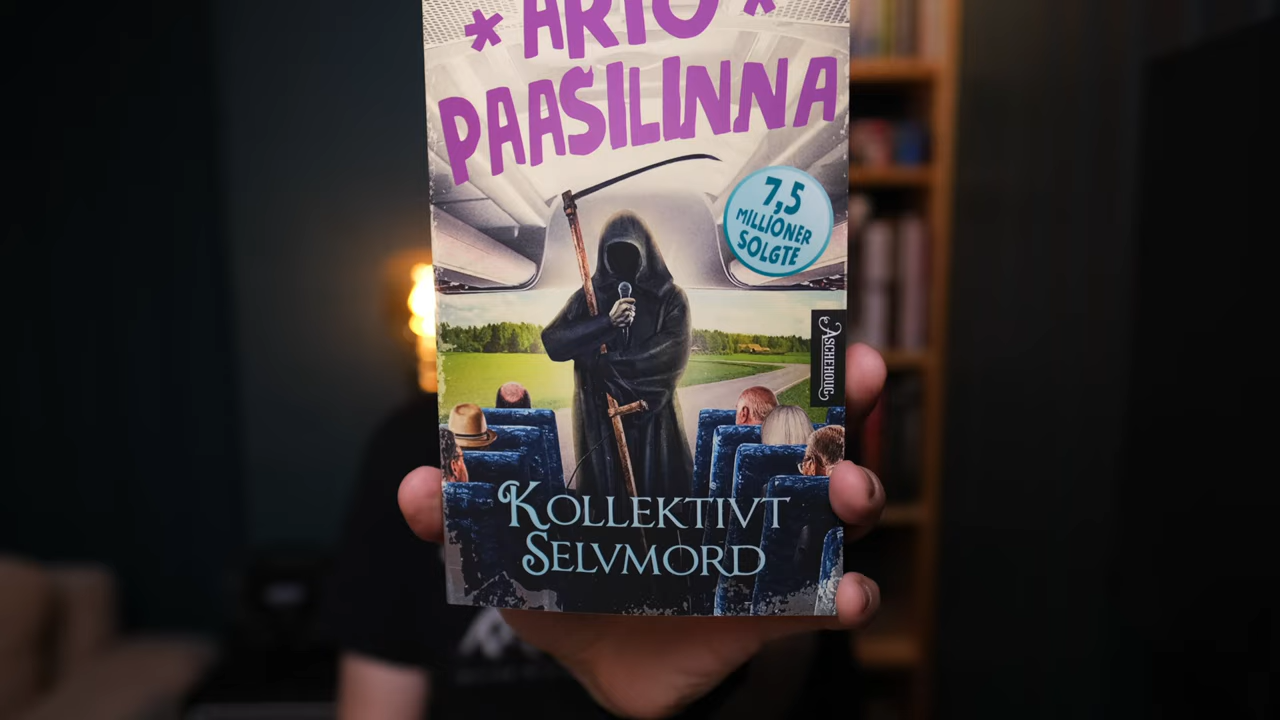 * ARTO *
PAASILINNA
7,5
MILLIONER
SOLGTE
ASCHEHOUG
KOLLEKTIVT
SELVMORD